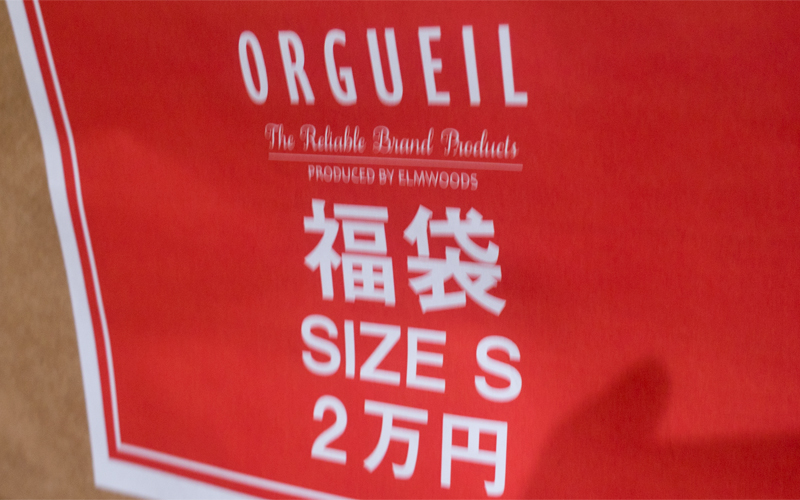 ORGUEIL
The Reliable Brand Products
PRODUCED BY ELMWOODS
福袋
SIZE S
2万円